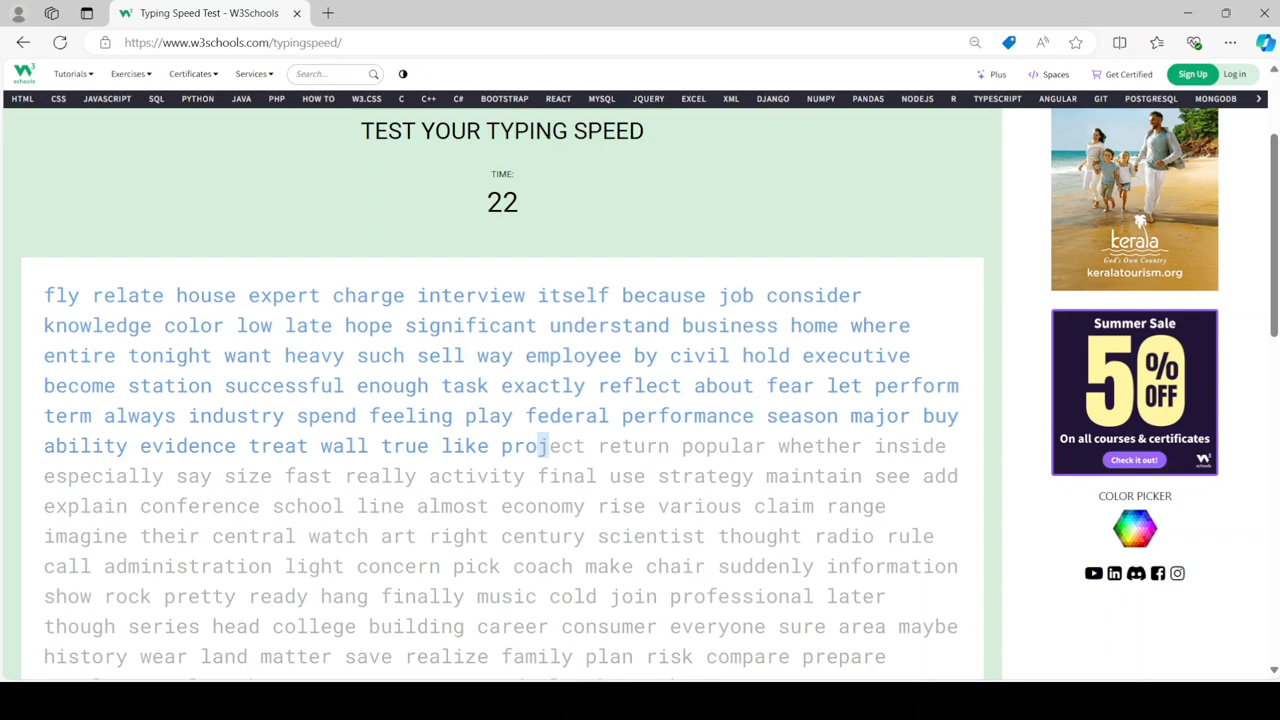 Typing Speed Test - W3Schools
https://www.w3schools.com/typingspeed/
W3 schools
Tutorials
Exercises
Certificates
Services
Search...
Plus
Spaces
Get Certified
Sign Up
Log in
HTML CSS JAVASCRIPT SQL PYTHON JAVA PHP HOW TO W3.CSS C C++ C# BOOTSTRAP REACT MYSQL JQUERY EXCEL XML DJANGO NUMPY PANDAS NODEJS R TYPESCRIPT ANGULAR GIT POSTGRESQL MONGODB
TEST YOUR TYPING SPEED
TIME:
22
fly relate house expert charge interview itself because job consider
knowledge color low late hope significant understand business home where
entire tonight want heavy such sell way employee by civil hold executive
become station successful enough task exactly reflect about fear let perform
term always industry spend feeling play federal performance season major buy
ability evidence treat wall true like project return popular whether inside
especially say size fast really activity final use strategy maintain see add
explain conference school line almost economy rise various claim range
imagine their central watch art right century scientist thought radio rule
call administration light concern pick coach make chair suddenly information
show rock pretty ready hang finally music cold join professional later
though series head college building career consumer everyone sure area maybe
history wear land matter save realize family plan risk compare prepare
kerala
God's Own Country
keralatourism.org
Summer Sale
50% OFF
On all courses & certificates
Check it out!
W3
COLOR PICKER